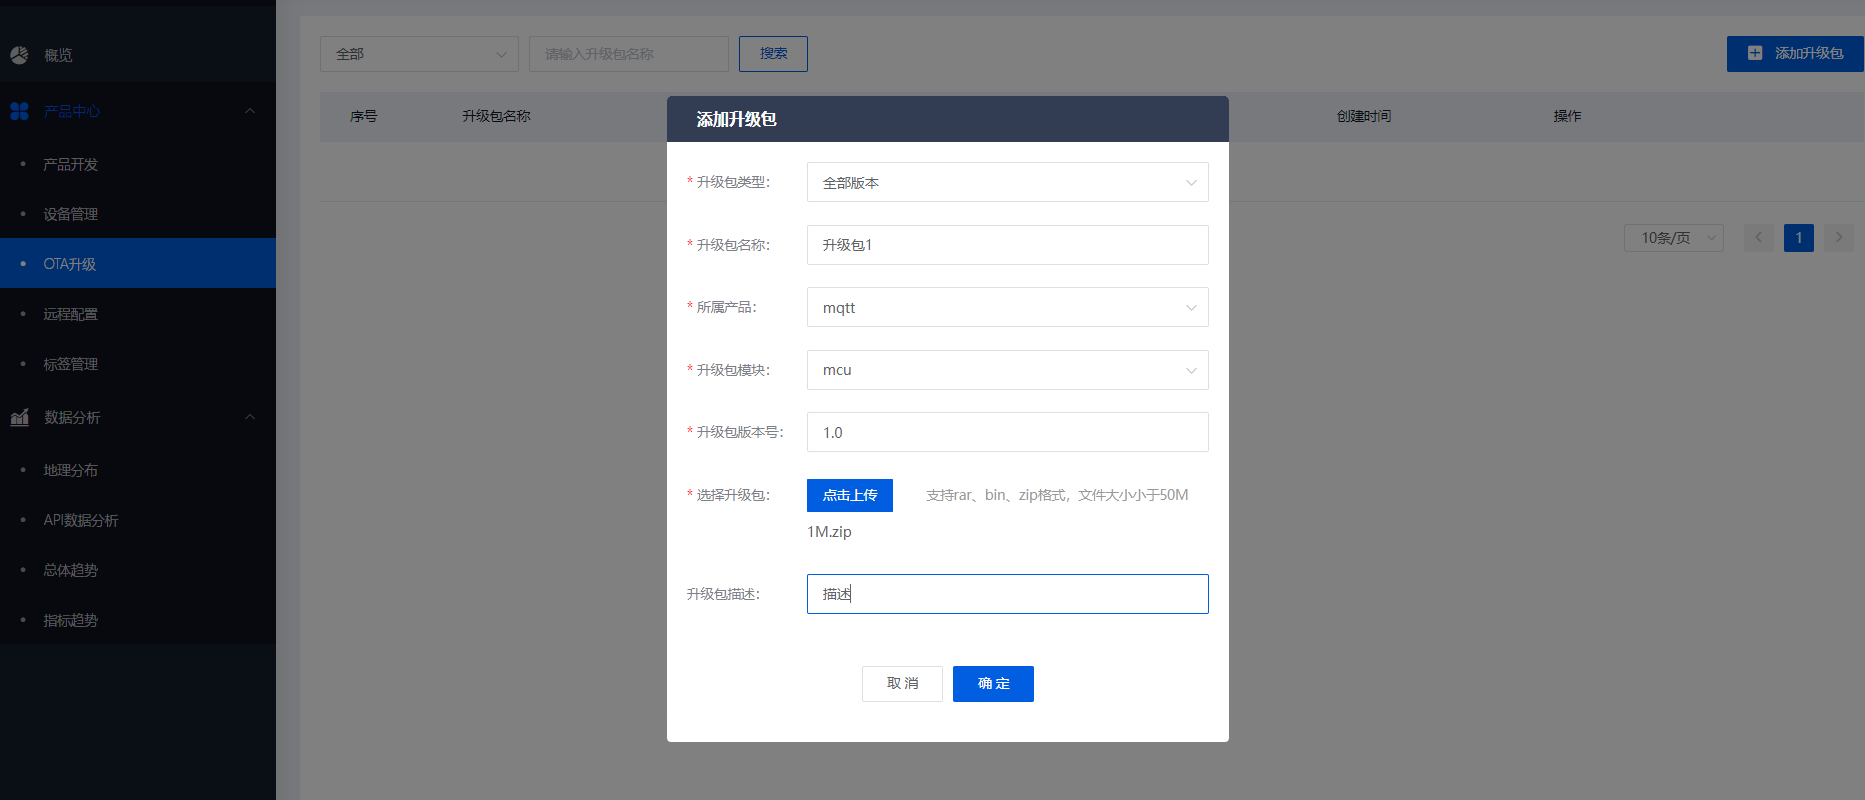 概览
产品中心
产品开发
设备管理
OTA升级
远程配置
标签管理
数据分析
地理分布
API数据分析
总体趋势
指标趋势
全部
请输入升级包名称
搜索
添加升级包
序号
升级包名称
创建时间
操作
10条/页
1
添加升级包
* 升级包类型:
全部版本
* 升级包名称:
升级包1
* 所属产品:
mqtt
* 升级包模块:
mcu
* 升级包版本号:
1.0
* 选择升级包:
点击上传
支持rar、bin、zip格式，文件大小小于50M
1M.zip
升级包描述:
描述
取 消
确 定